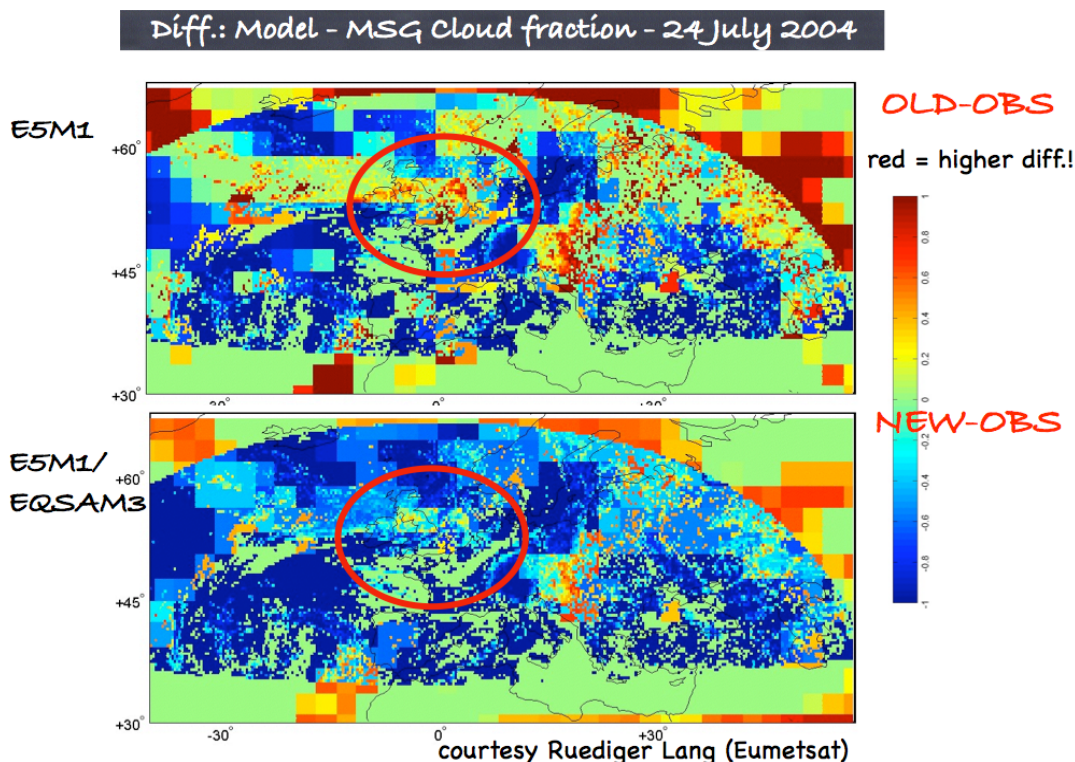 Diff.: Model - MSG Cloud fraction - 24 July 2004
OLD-OBS
E5M1
red = higher diff.!
+60°
+45°
+30°
-30°
0°
+30°
1
0.8
0.6
0.4
0.2
0
-0.2
-0.4
-0.6
-0.8
-1
NEW-OBS
E5M1/
EQSAM3
+60°
+45°
+30°
-30°
0°
+30°
courtesy Ruediger Lang (Eumetsat)